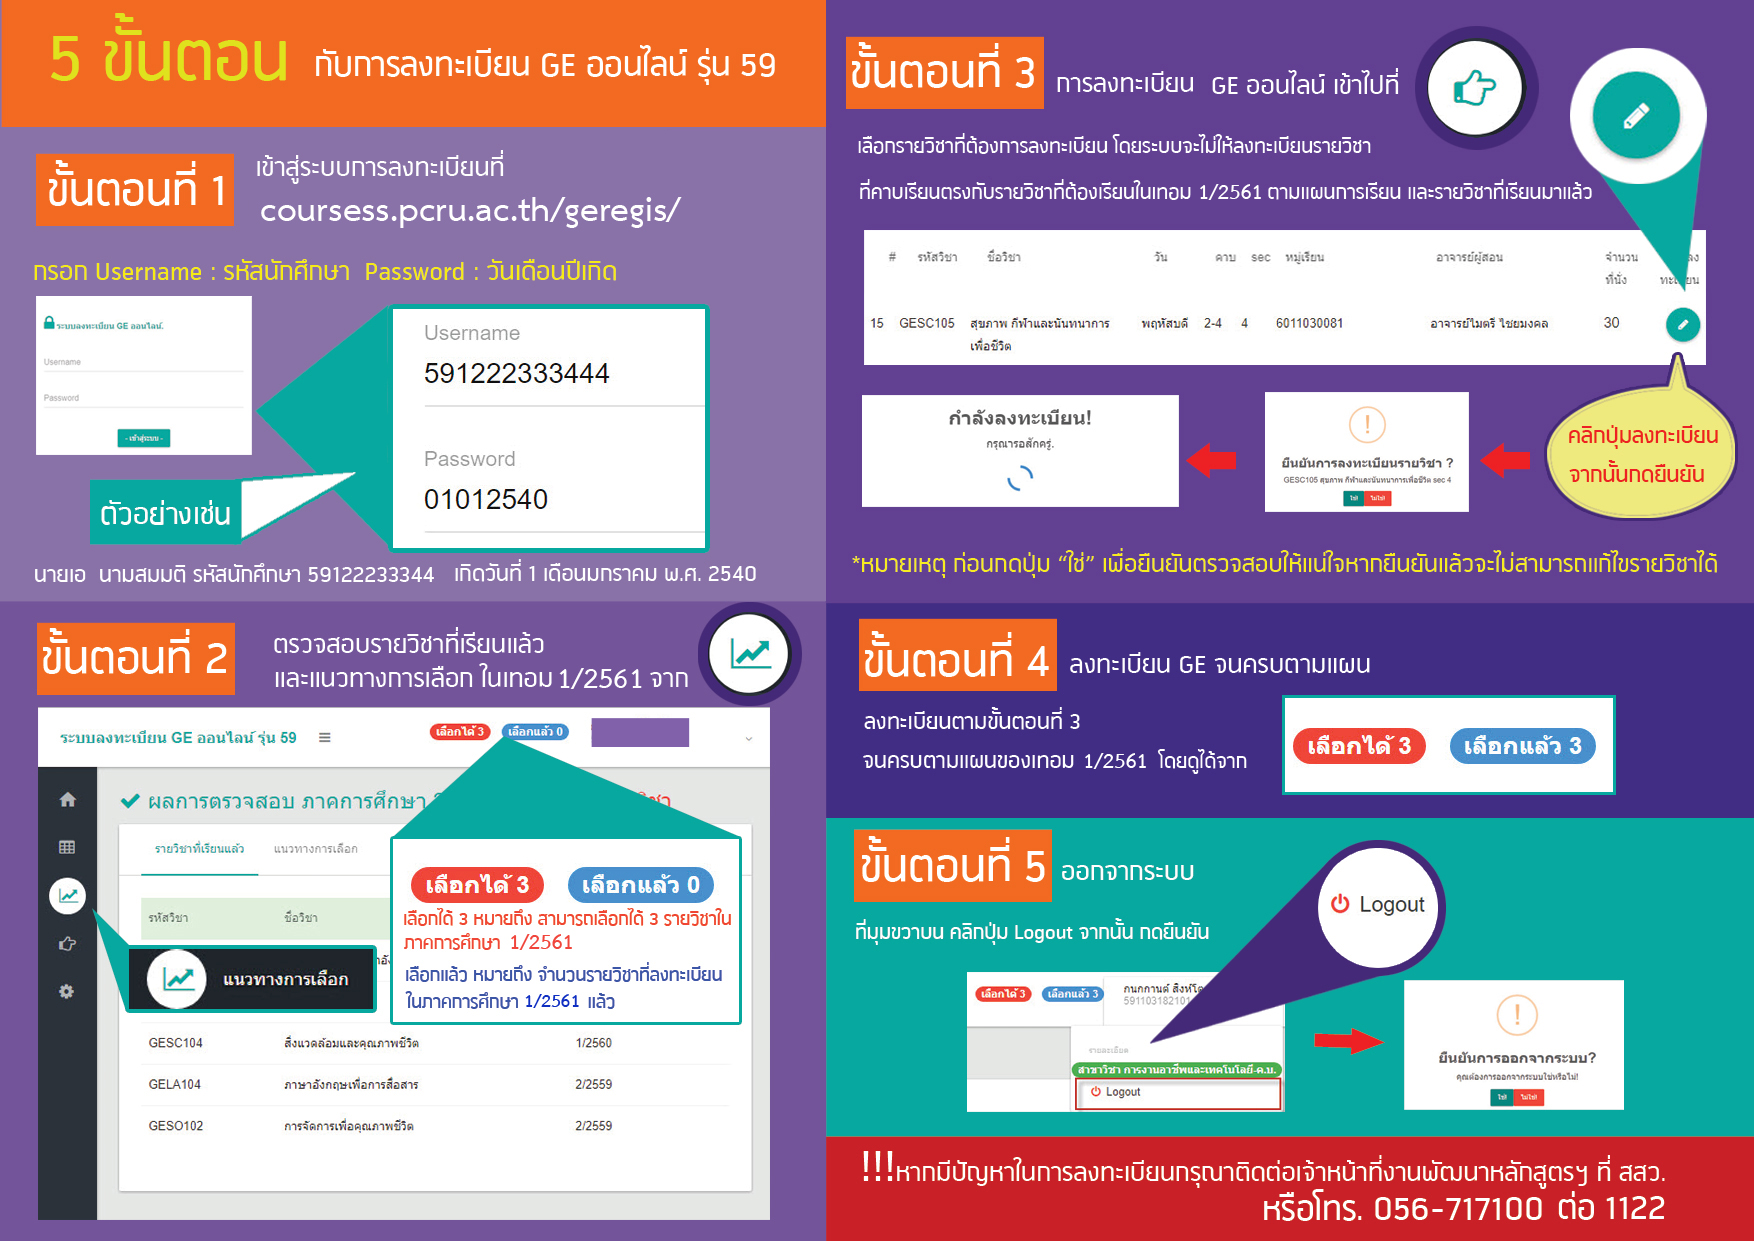 5 ขั้นตอน กับการลงทะเบียน GE ออนไลน์ รุ่น 59
ขั้นตอนที่ 1
เข้าสู่ระบบการลงทะเบียนที่
coursess.pcru.ac.th/geregis/
กรอก Username : รหัสนักศึกษา Password : วันเดือนปีเกิด
ระบบลงทะเบียน GE ออนไลน์.
Username
Password
- เข้าสู่ระบบ -
Username
591222333444
Password
01012540
ตัวอย่างเช่น
นายเอ นามสมมติ รหัสนักศึกษา 59122233344 เกิดวันที่ 1 เดือนมกราคม พ.ศ. 2540
ขั้นตอนที่ 2
ตรวจสอบรายวิชาที่เรียนแล้ว
และแนวทางการเลือก ในเทอม 1/2561 จาก
ระบบลงทะเบียน GE ออนไลน์ รุ่น 59
เลือกได้ 3 เลือกแล้ว 0
ผลการตรวจสอบ ภาคการศึกษา
รายวิชาที่เรียนแล้ว แนวทางการเลือก
รหัสวิชา ชื่อวิชา
แนวทางการเลือก
เลือกได้ 3 เลือกแล้ว 0
เลือกได้ 3 หมายถึง สามารถเลือกได้ 3 รายวิชาใน
ภาคการศึกษา 1/2561
เลือกแล้ว หมายถึง จำนวนรายวิชาที่ลงทะเบียน
ในภาคการศึกษา 1/2561 แล้ว
GESC104 สิ่งแวดล้อมและคุณภาพชีวิต 1/2560
GELA104 ภาษาอังกฤษเพื่อการสื่อสาร 2/2559
GESO102 การจัดการเพื่อคุณภาพชีวิต 2/2559
ขั้นตอนที่ 3 การลงทะเบียน GE ออนไลน์ เข้าไปที่
เลือกรายวิชาที่ต้องการลงทะเบียน โดยระบบจะไม่ให้ลงทะเบียนรายวิชา
ที่คาบเรียนตรงกับรายวิชาที่ต้องเรียนในเทอม 1/2561 ตามแผนการเรียน และรายวิชาที่เรียนมาแล้ว
# รหัสวิชา ชื่อวิชา วัน คาบ sec หมู่เรียน อาจารย์ผู้สอน จำนวน
ที่นั่ง
15 GESC105 สุขภาพ กีฬาและนันทนาการ พฤหัสบดี 2-4 4 6011030081 อาจารย์ไมตรี ไชยมงคล 30
เพื่อชีวิต
คลิกปุ่มลงทะเบียน
จากนั้นกดยืนยัน
ยืนยันการลงทะเบียนรายวิชา ?
GESC105 สุขภาพ กีฬาและนันทนาการเพื่อชีวิต sec 4
ใช่! ไม่ใช่!
กำลังลงทะเบียน!
กรุณารอสักครู่.
*หมายเหตุ ก่อนกดปุ่ม “ใช่” เพื่อยืนยันตรวจสอบให้แน่ใจหากยืนยันแล้วจะไม่สามารถแก้ไขรายวิชาได้
ขั้นตอนที่ 4 ลงทะเบียน GE จนครบตามแผน
ลงทะเบียนตามขั้นตอนที่ 3
จนครบตามแผนของเทอม 1/2561 โดยดูได้จาก
เลือกได้ 3 เลือกแล้ว 3
ขั้นตอนที่ 5 ออกจากระบบ
ที่มุมขวาบน คลิกปุ่ม Logout จากนั้น กดยืนยัน
Logout
เลือกได้ 3 เลือกแล้ว 3 กนกกานต์ สิงห์โต
591103182101
รายละเอียด
สาขาวิชา การงานอาชีพและเทคโนโลยี-ค.บ.
Logout
ยืนยันการออกจากระบบ?
คุณต้องการออกจากระบบใช่หรือไม่!
ใช่! ไม่ใช่!
!!!หากมีปัญหาในการลงทะเบียนกรุณาติดต่อเจ้าหน้าที่งานพัฒนาหลักสูตรฯ ที่ สสว.
หรือโทร. 056-717100 ต่อ 1122